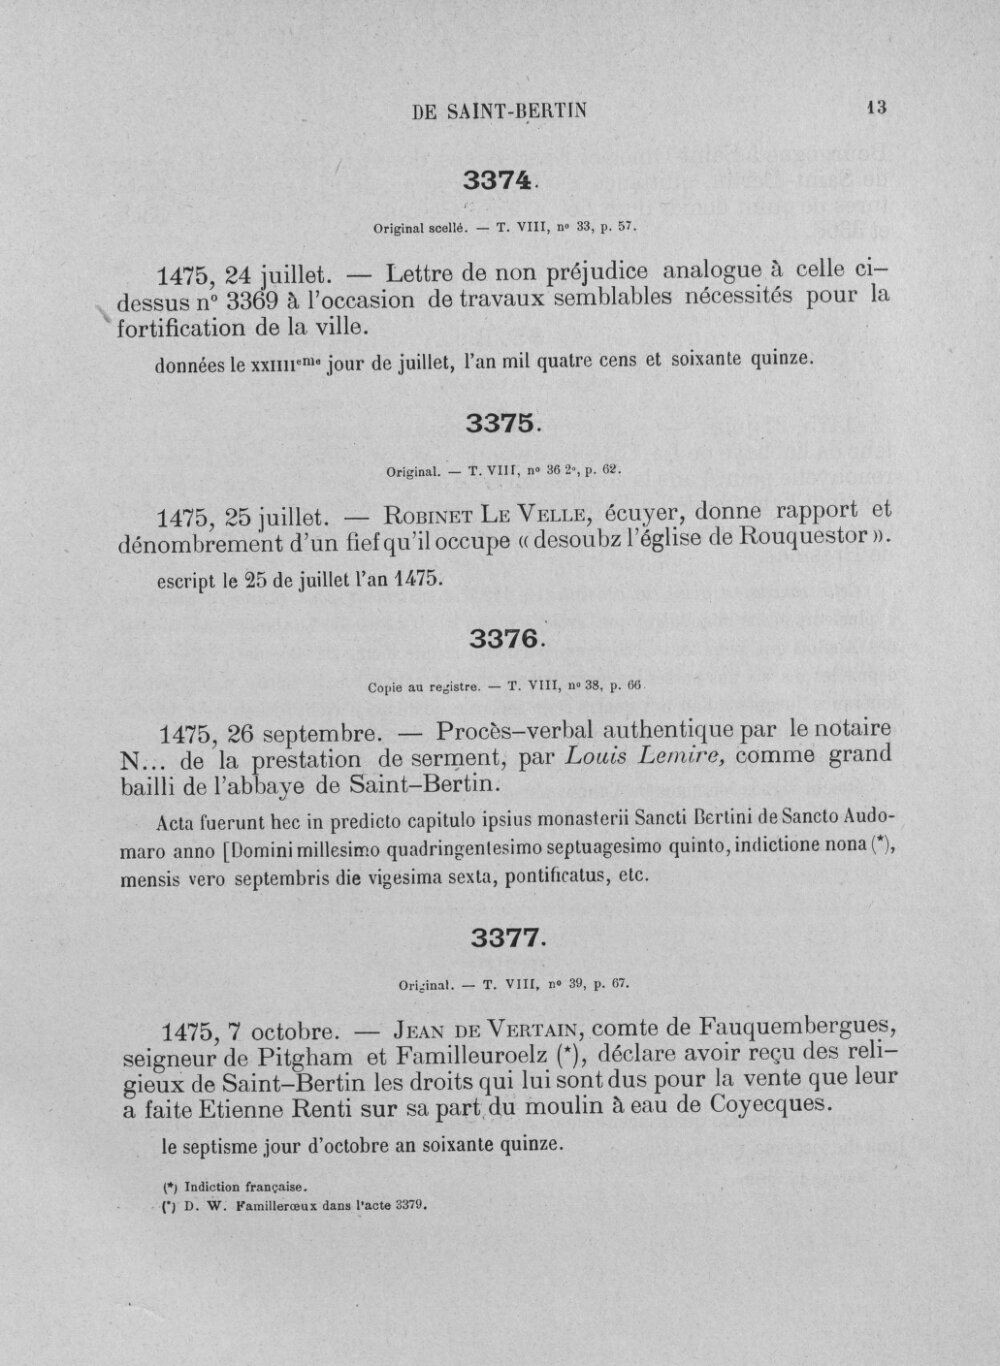 DE SAINT-BERTIN 13
3374.
Original scellé. — T. VIII, nº 33, p. 57.
1475, 24 juillet. — Lettre de non préjudice analogue à celle ci-
dessus nº 3369 à l'occasion de travaux semblables nécessités pour la
fortification de la ville.
données le xxiiiiᵉᵐᵉ jour de juillet, l'an mil quatre cens et soixante quinze.
3375.
Original. — T. VIII, nº 36 2º, p. 62.
1475, 25 juillet. — Robinet Le Velle, écuyer, donne rapport et
dénombrement d'un fief qu'il occupe « desoubz l'église de Rouquestor ».
escript le 25 de juillet l'an 1475.
3376.
Copie au registre. — T. VIII, nº 38, p. 66
1475, 26 septembre. — Procès-verbal authentique par le notaire
N... de la prestation de serment, par Louis Lemire, comme grand
bailli de l'abbaye de Saint-Bertin.
Acta fuerunt hec in predicto capitulo ipsius monasterii Sancti Bertini de Sancto Audo-
maro anno [Domini millesimo quadringentesimo septuagesimo quinto, indictione nona (*),
mensis vero septembris die vigesima sexta, pontificatus, etc.
3377.
Original. — T. VIII, nº 39, p. 67.
1475, 7 octobre. — Jean de Vertain, comte de Fauquembergues,
seigneur de Pitgham et Familleuroelz (*), déclare avoir reçu des reli-
gieux de Saint-Bertin les droits qui lui sont dus pour la vente que leur
a faite Etienne Renti sur sa part du moulin à eau de Coyecques.
le septisme jour d'octobre an soixante quinze.
(*) Indiction française.
(*) D. W. Famillerœux dans l'acte 3379.